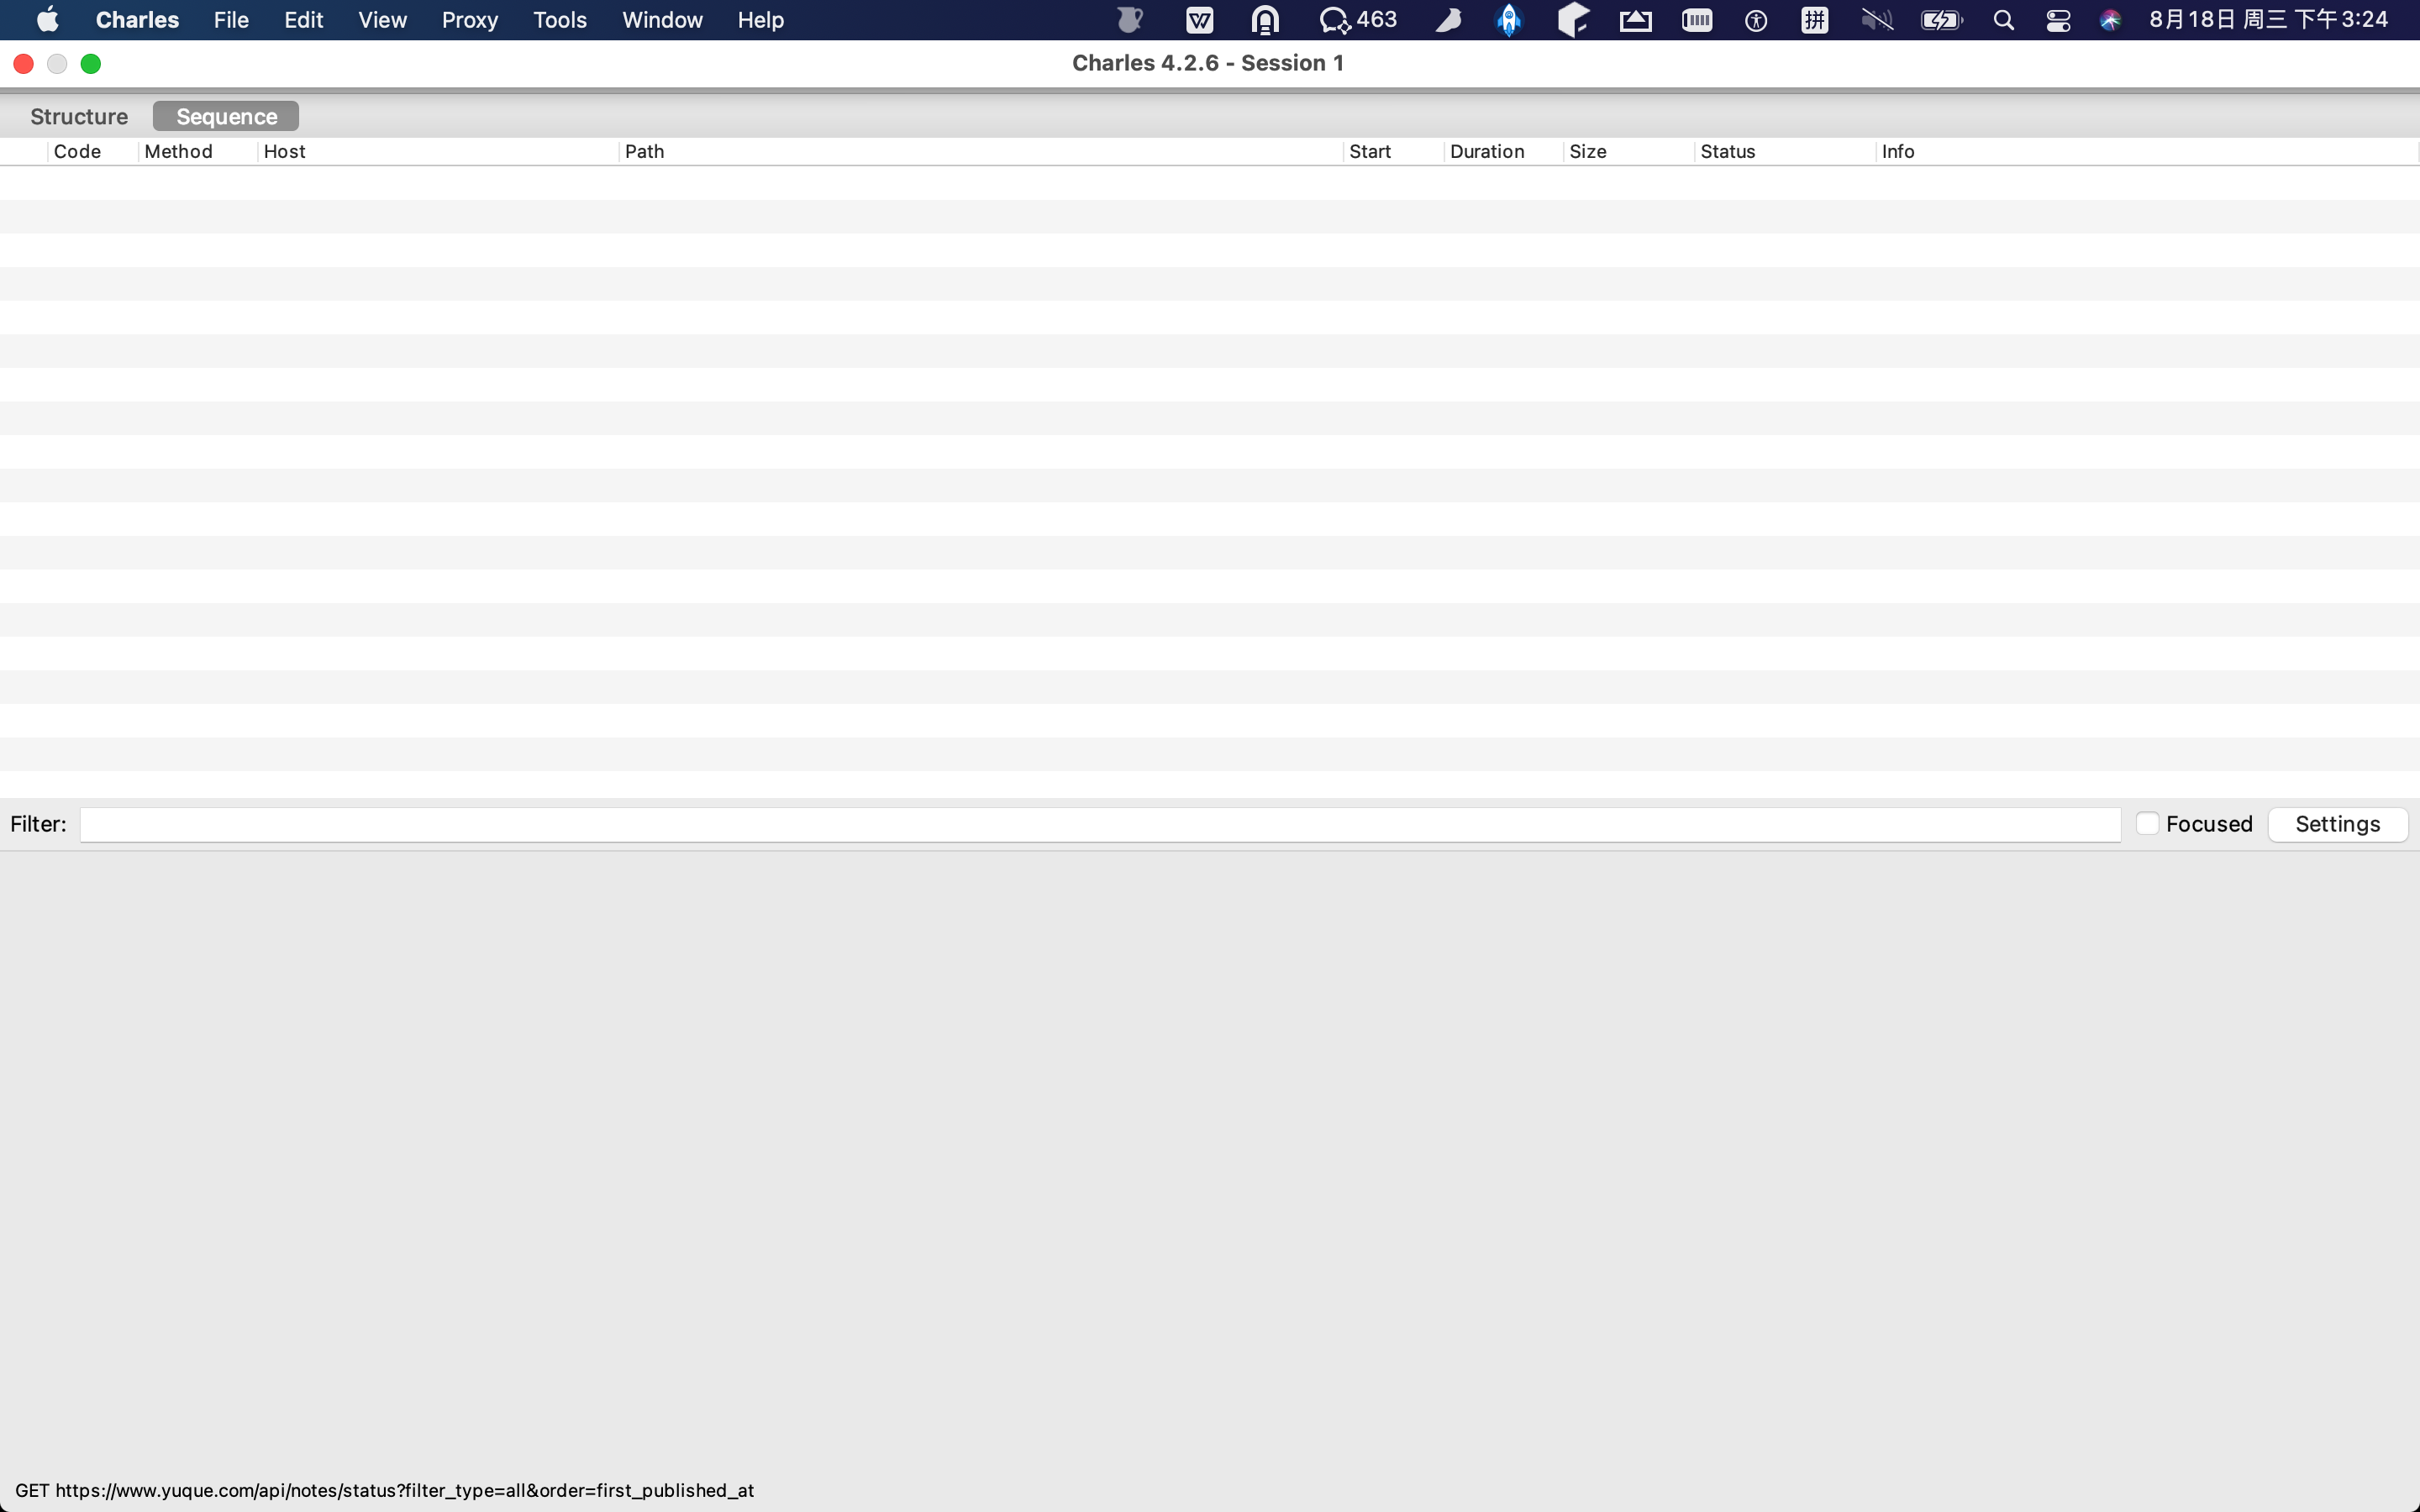 Charles File Edit View Proxy Tools Window Help W 463 拼 8月18日 周三 下午3:24
Charles 4.2.6 - Session 1
Structure Sequence
Code Method Host Path Start Duration Size Status Info
Filter: Focused Settings
GET https://www.yuque.com/api/notes/status?filter_type=all&order=first_published_at